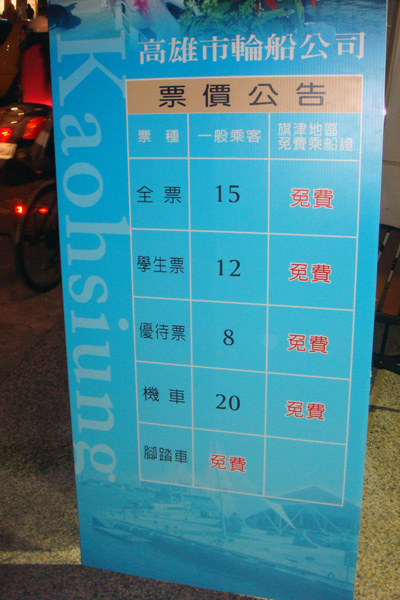 Kaohsiung
高雄市輪船公司
票價公告
票種 一般乘客 旗津地區
免費乘船證
全票 15 免費
學生票 12 免費
優待票 8 免費
機車 20 免費
腳踏車 免費